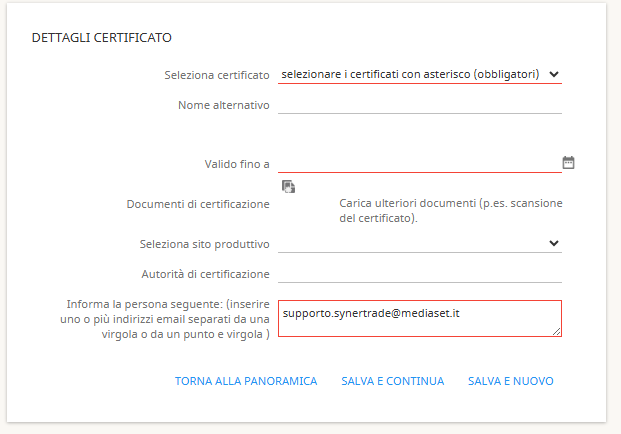 DETTAGLI CERTIFICATO
Seleziona certificato selezionare i certificati con asterisco (obbligatori)
Nome alternativo
Valido fino a
Documenti di certificazione Carica ulteriori documenti (p.es. scansione
del certificato).
Seleziona sito produttivo
Autorità di certificazione
Informa la persona seguente: (inserire
uno o più indirizzi email separati da una
virgola o da un punto e virgola )
supporto.synertrade@mediaset.it
TORNA ALLA PANORAMICA SALVA E CONTINUA SALVA E NUOVO